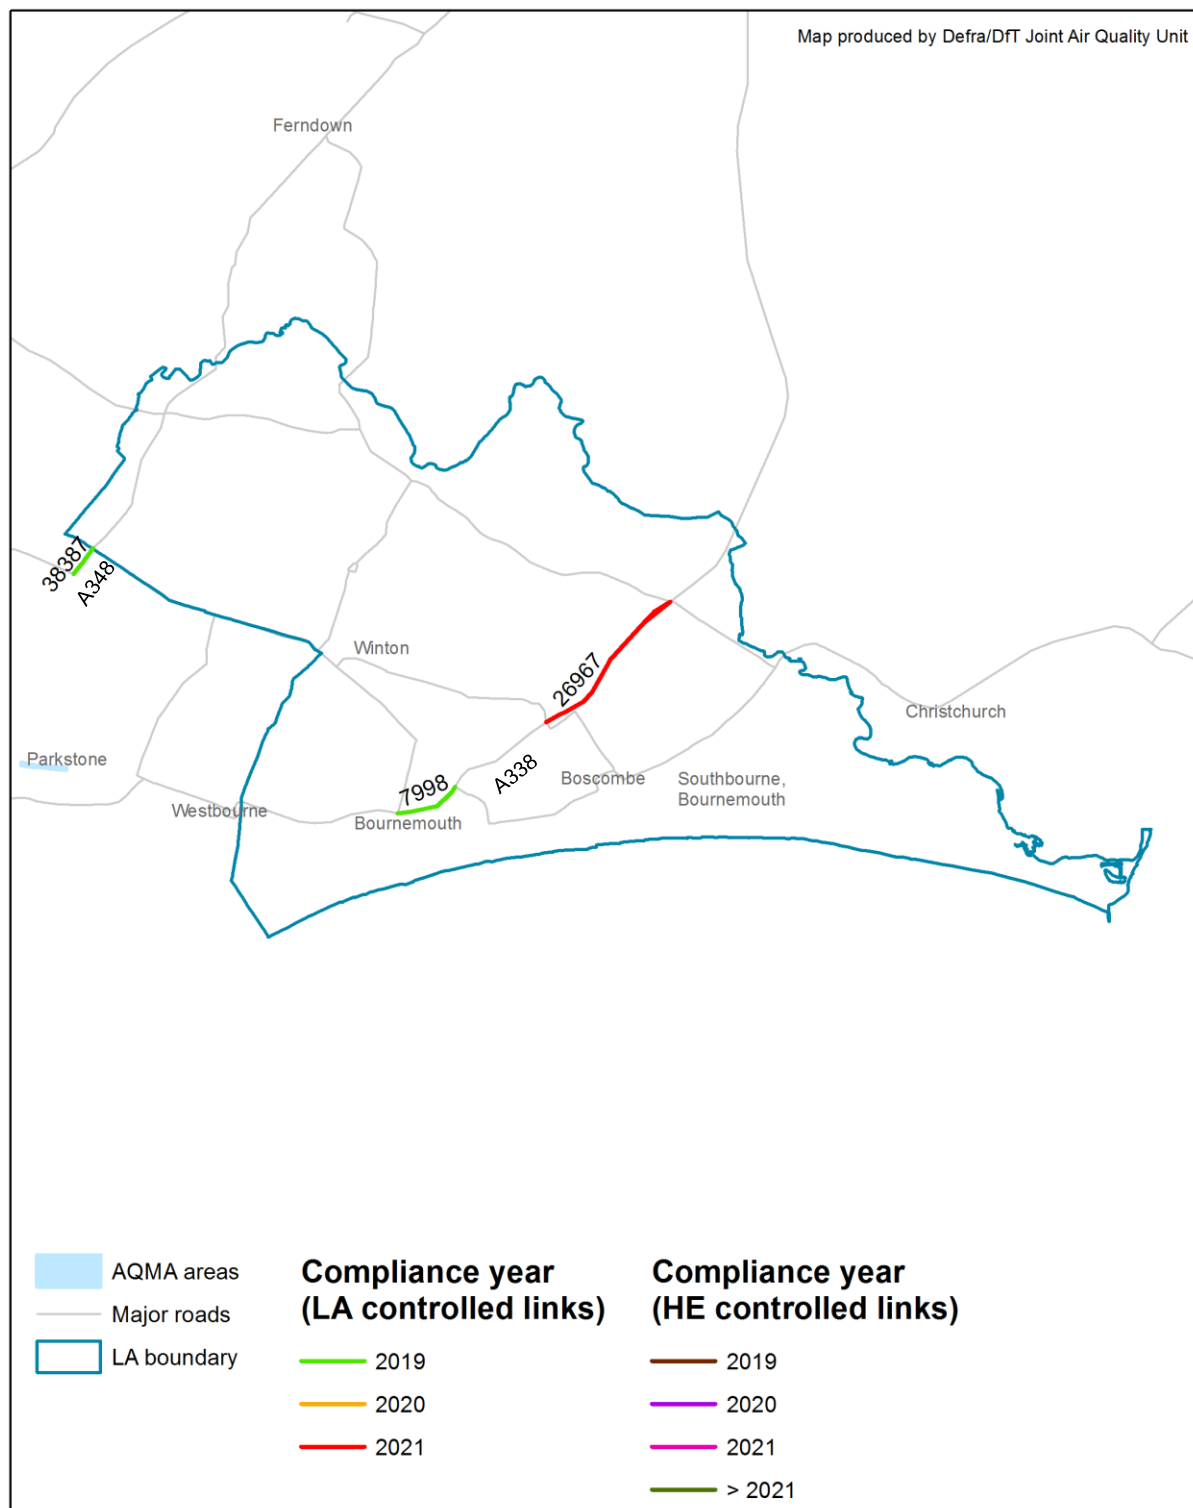 Map produced by Defra/DfT Joint Air Quality Unit
Ferndown
38387
A348
Winton
26967
Christchurch
Parkstone
A338
Boscombe
Southbourne,
Bournemouth
7998
Westbourne
Bournemouth
AQMA areas
Major roads
LA boundary
Compliance year
(LA controlled links)
2019
2020
2021
Compliance year
(HE controlled links)
2019
2020
2021
> 2021